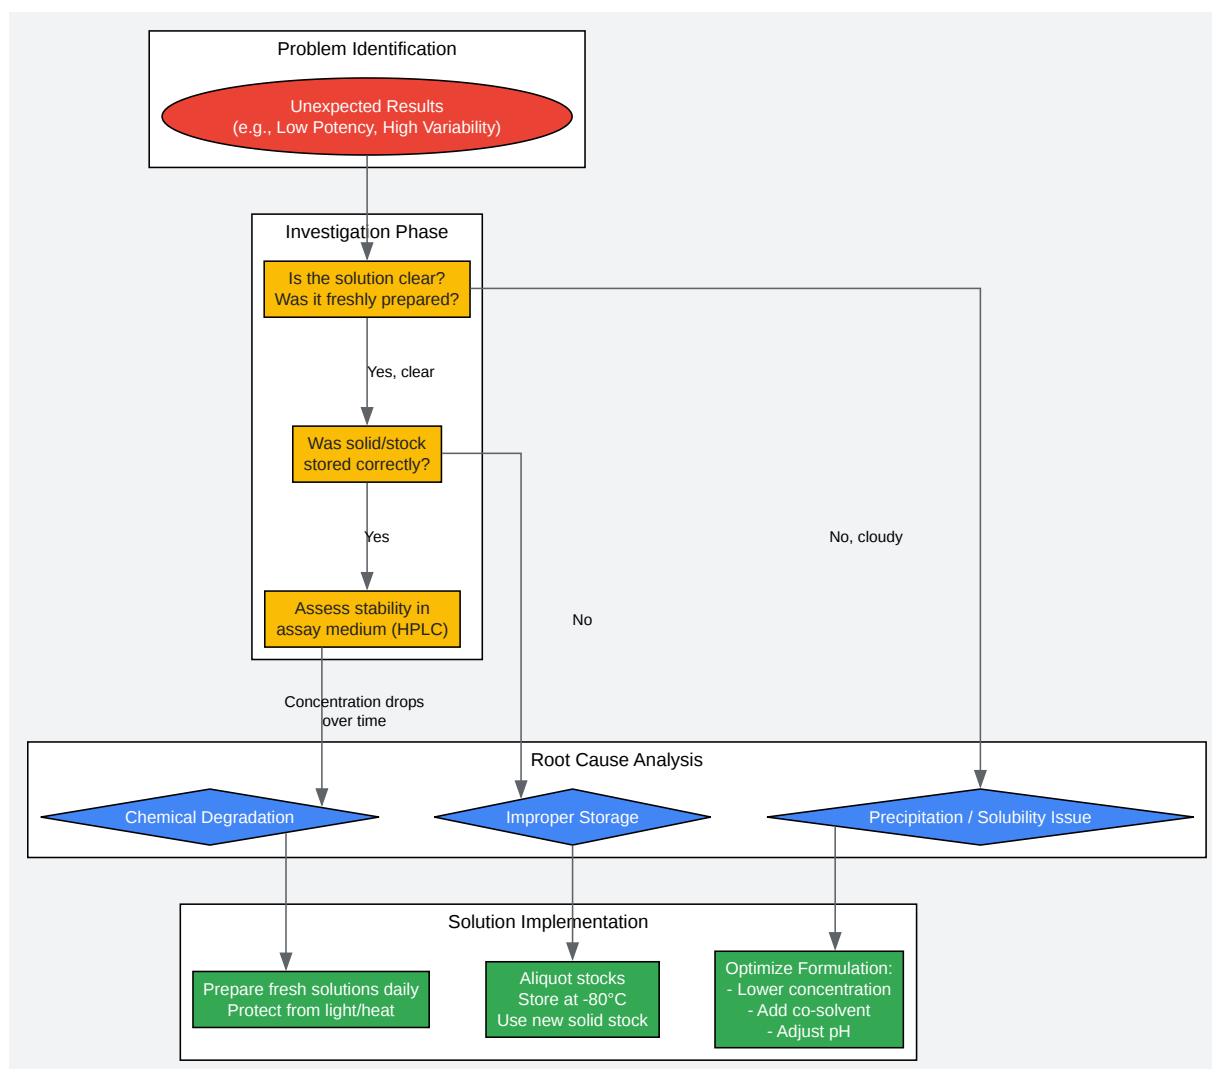 Problem Identification
Unexpected Results
(e.g., Low Potency, High Variability)
Investigation Phase
Is the solution clear?
Was it freshly prepared?
Yes, clear
Was solid/stock
stored correctly?
Yes
No, cloudy
Assess stability in
assay medium (HPLC)
No
Concentration drops
over time
Root Cause Analysis
Chemical Degradation
Improper Storage
Precipitation / Solubility Issue
Solution Implementation
Prepare fresh solutions daily
Protect from light/heat
Aliquot stocks
Store at -80°C
Use new solid stock
Optimize Formulation:
- Lower concentration
- Add co-solvent
- Adjust pH